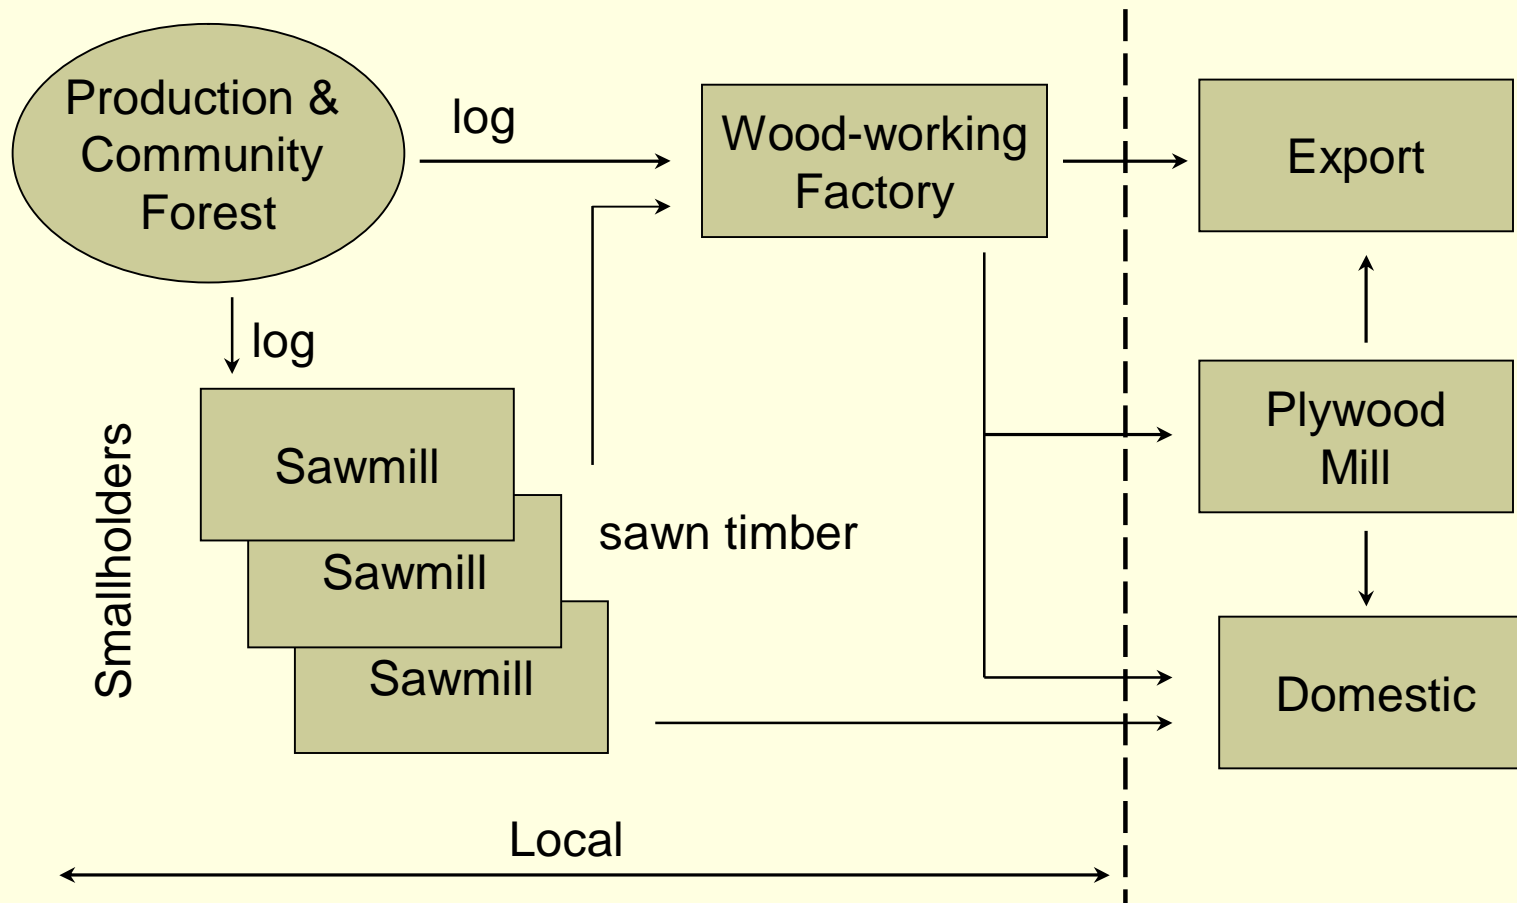 Production &
Community
Forest
log
Wood-working
Factory
Export
log
Smallholders
Sawmill
Sawmill
Sawmill
sawn timber
Plywood
Mill
Domestic
Local